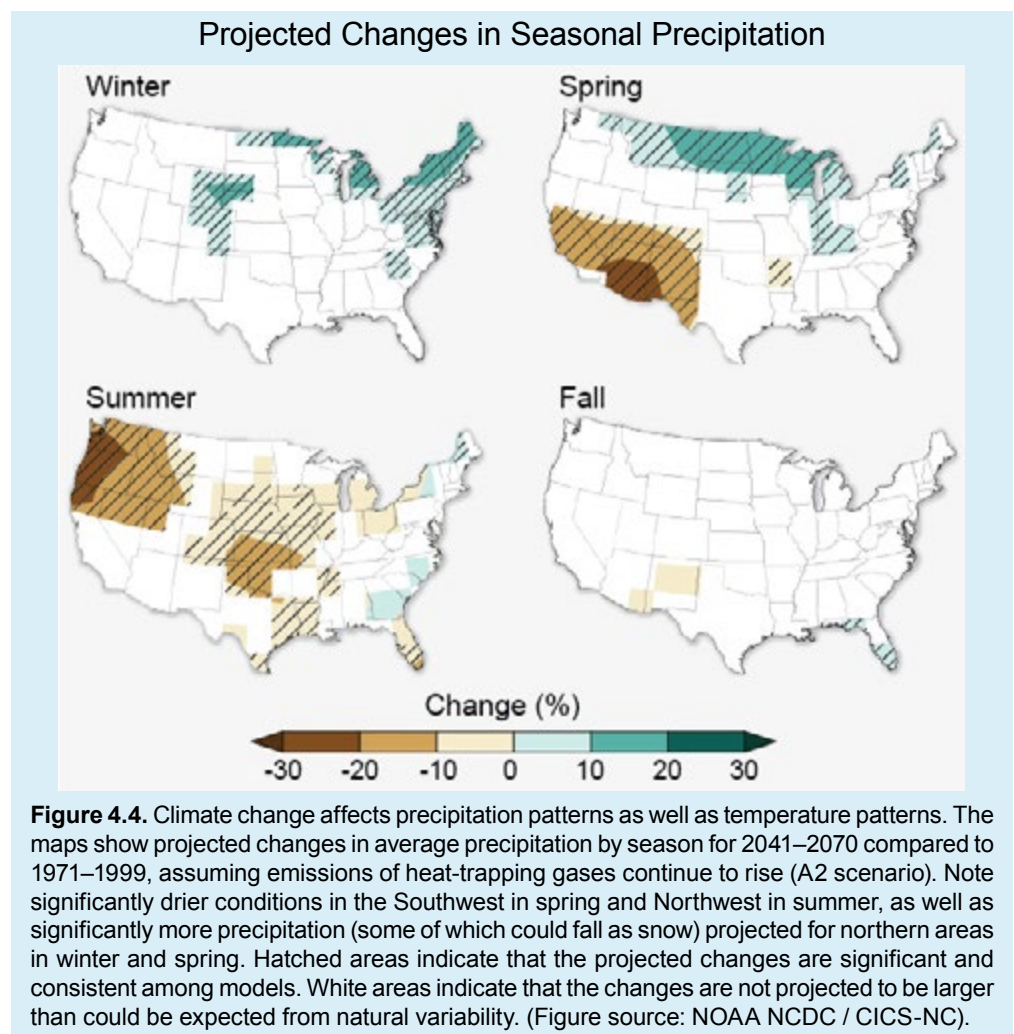 Projected Changes in Seasonal Precipitation
Winter
Spring
Summer
Fall
Change (%)
-30 -20 -10 0 10 20 30
Figure 4.4. Climate change affects precipitation patterns as well as temperature patterns. The
maps show projected changes in average precipitation by season for 2041–2070 compared to
1971–1999, assuming emissions of heat-trapping gases continue to rise (A2 scenario). Note
significantly drier conditions in the Southwest in spring and Northwest in summer, as well as
significantly more precipitation (some of which could fall as snow) projected for northern areas
in winter and spring. Hatched areas indicate that the projected changes are significant and
consistent among models. White areas indicate that the changes are not projected to be larger
than could be expected from natural variability. (Figure source: NOAA NCDC / CICS-NC).